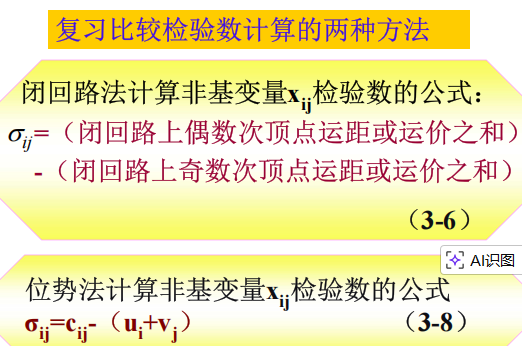 复习比较检验数计算的两种方法
闭回路法计算非基变量xij检验数的公式：
σij=（闭回路上偶数次顶点运距或运价之和）
-（闭回路上奇数次顶点运距或运价之和）
（3-6）
AI识图
位势法计算非基变量xij检验数的公式
σij=cij-（ui+vj）（3-8）